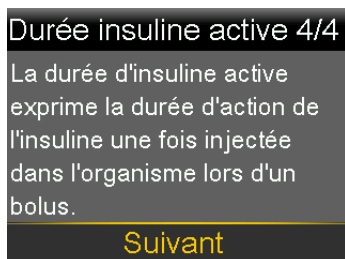 Durée insuline active 4/4
La durée d'insuline active
exprime la durée d'action de
l'insuline une fois injectée
dans l'organisme lors d'un
bolus.
Suivant